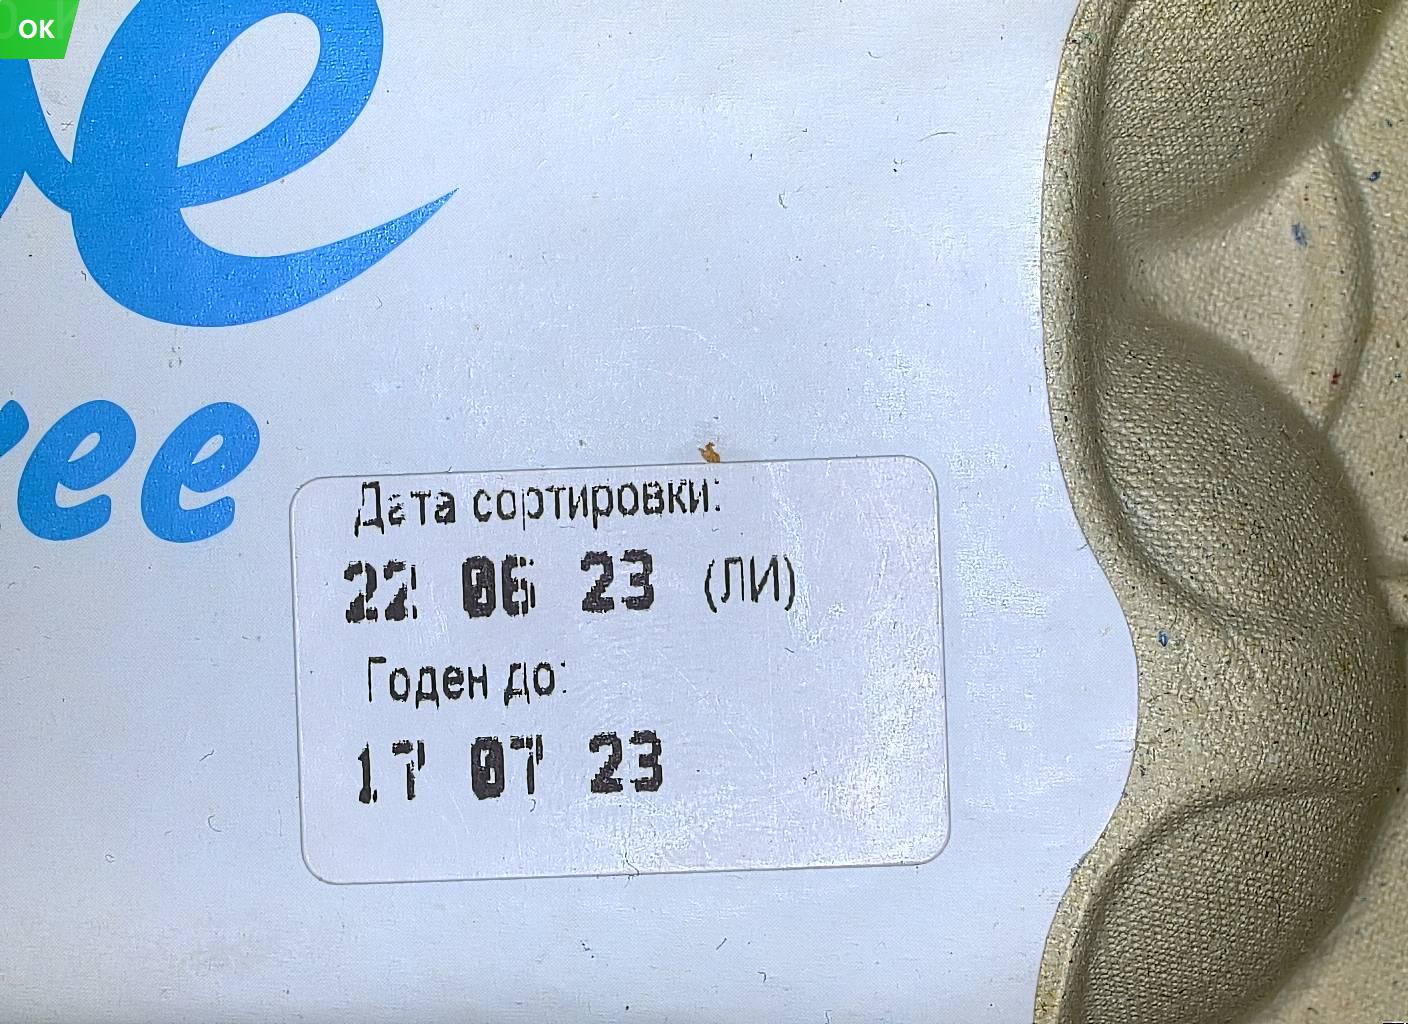 OK
ee
Дата сортировки:
22 06 23 (ЛИ)
Годен до:
17 07 23